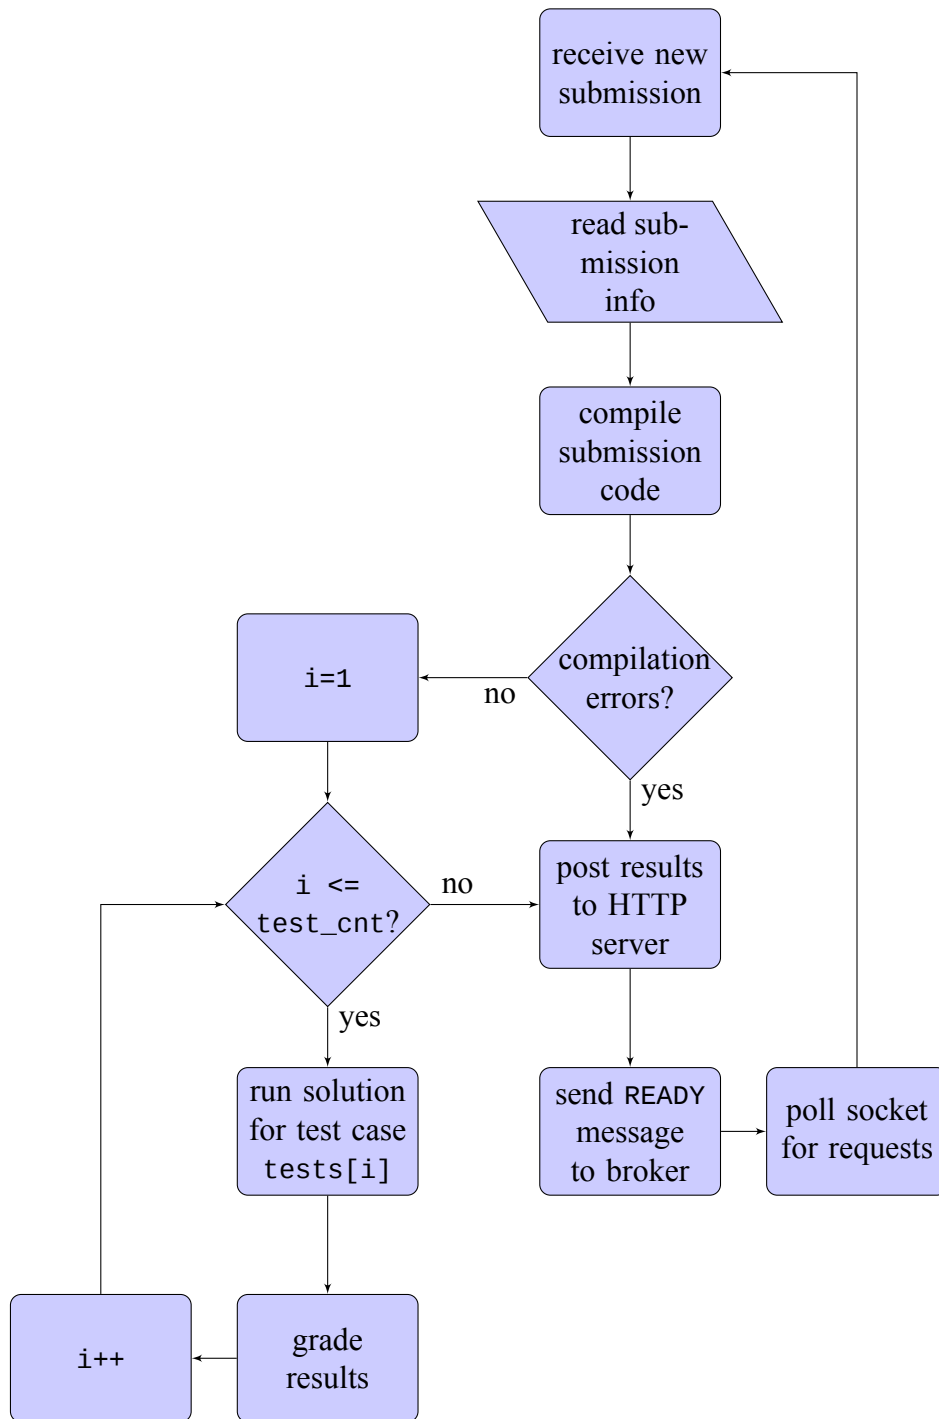 receive new
submission
read sub-
mission
info
compile
submission
code
compilation
errors?
no
yes
i=1
i <=
test_cnt?
no
yes
post results
to HTTP
server
run solution
for test case
tests[i]
send READY
message
to broker
poll socket
for requests
grade
results
i++